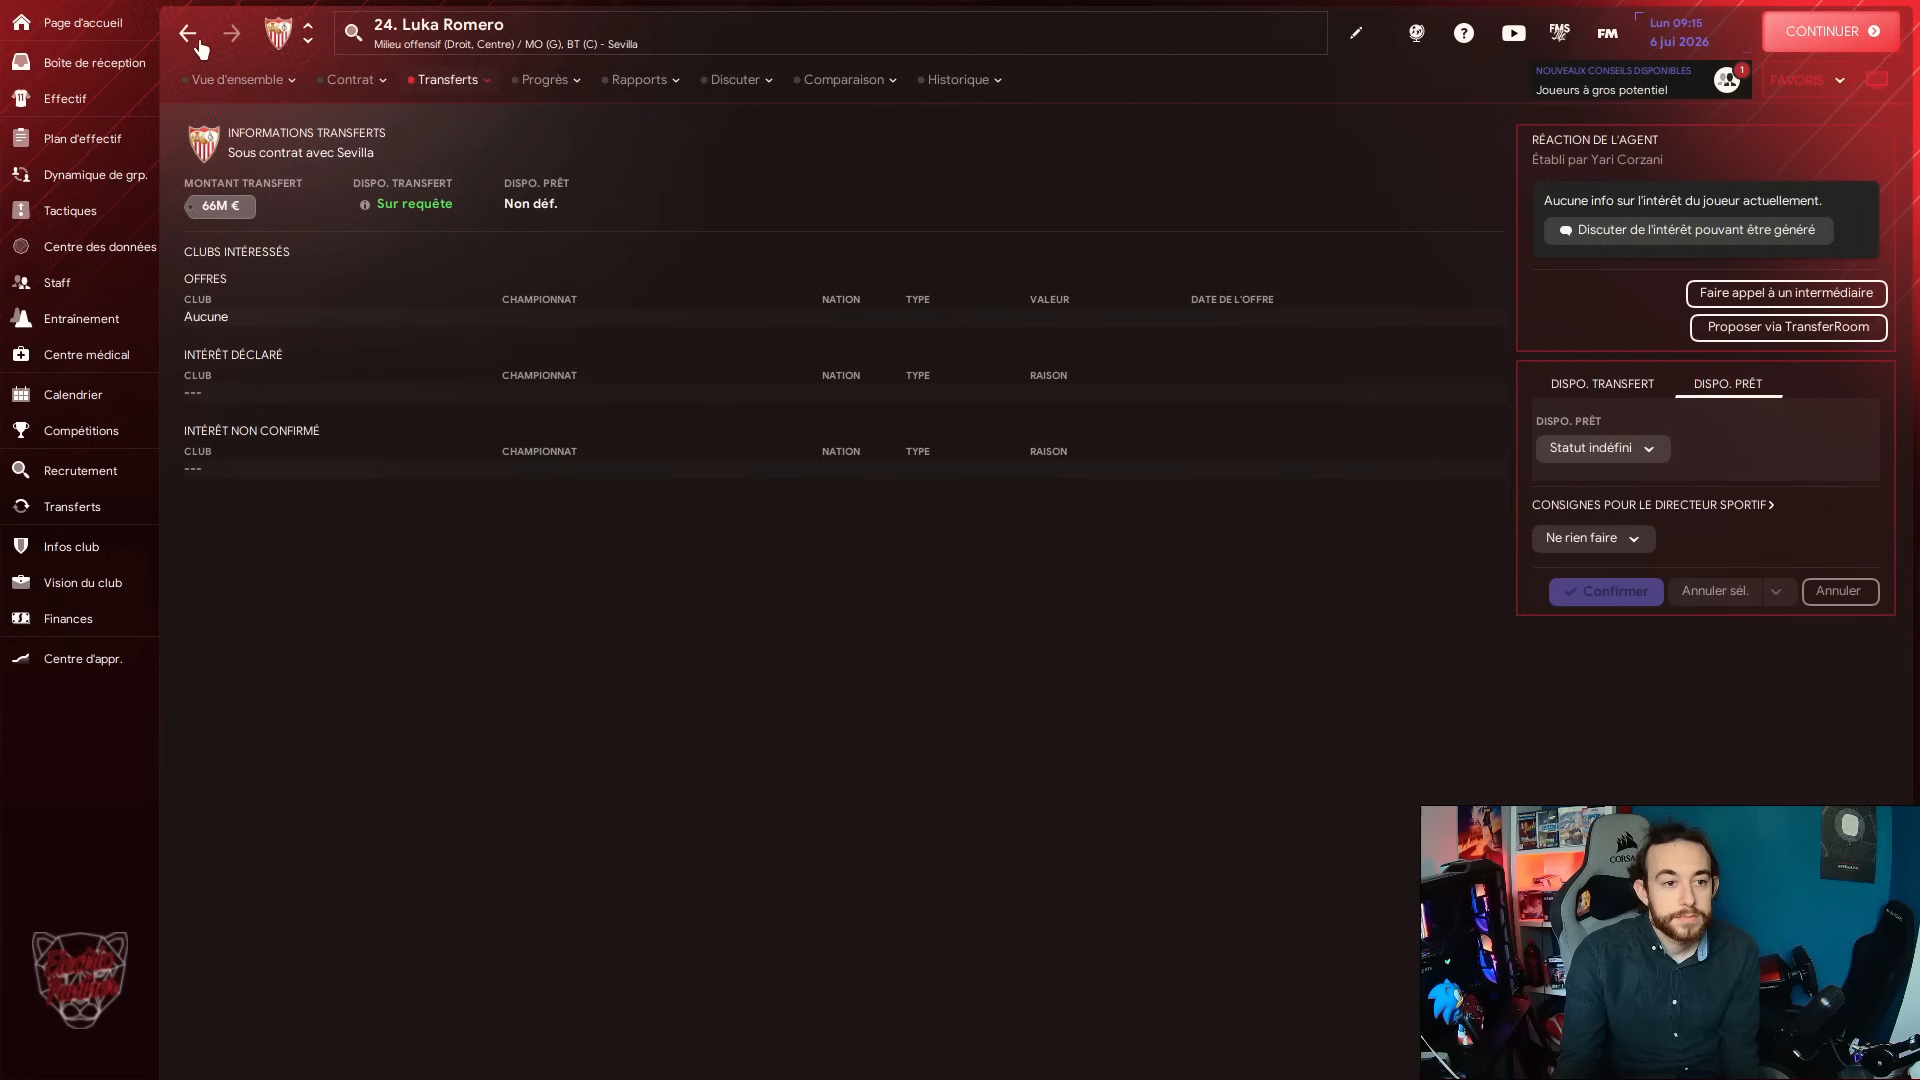 Page d'accueil
Boîte de réception
Effectif
Plan d'effectif
Dynamique de grp.
Tactiques
Centre des données
Staff
Entraînement
Centre médical
Calendrier
Compétitions
Recrutement
Transferts
Infos club
Vision du club
Finances
Centre d'appr.
24. Luka Romero
Milieu offensif (Droit, Centre) / MO (G), BT (C) - Sevilla
FMS
FM
Lun 09:15
6 jui 2026
CONTINUER
Vue d'ensemble
Contrat
Transferts
Progrès
Rapports
Discuter
Comparaison
Historique
NOUVEAUX CONSEILS DISPONIBLES
Joueurs à gros potentiel
1
FAVORIS
INFORMATIONS TRANSFERTS
Sous contrat avec Sevilla
MONTANT TRANSFERT DISPO. TRANSFERT DISPO. PRÊT
66M € Sur requête Non déf.
CLUBS INTÉRESSÉS
OFFRES
CLUB CHAMPIONNAT NATION TYPE VALEUR DATE DE L'OFFRE
Aucune
INTÉRÊT DÉCLARÉ
CLUB CHAMPIONNAT NATION TYPE RAISON
---
INTÉRÊT NON CONFIRMÉ
CLUB CHAMPIONNAT NATION TYPE RAISON
---
RÉACTION DE L'AGENT
Établi par Yari Corzani
Aucune info sur l'intérêt du joueur actuellement.
Discuter de l'intérêt pouvant être généré
Faire appel à un intermédiaire
Proposer via TransferRoom
DISPO. TRANSFERT DISPO. PRÊT
DISPO. PRÊT
Statut indéfini
CONSIGNES POUR LE DIRECTEUR SPORTIF
Ne rien faire
Confirmer Annuler sél. Annuler